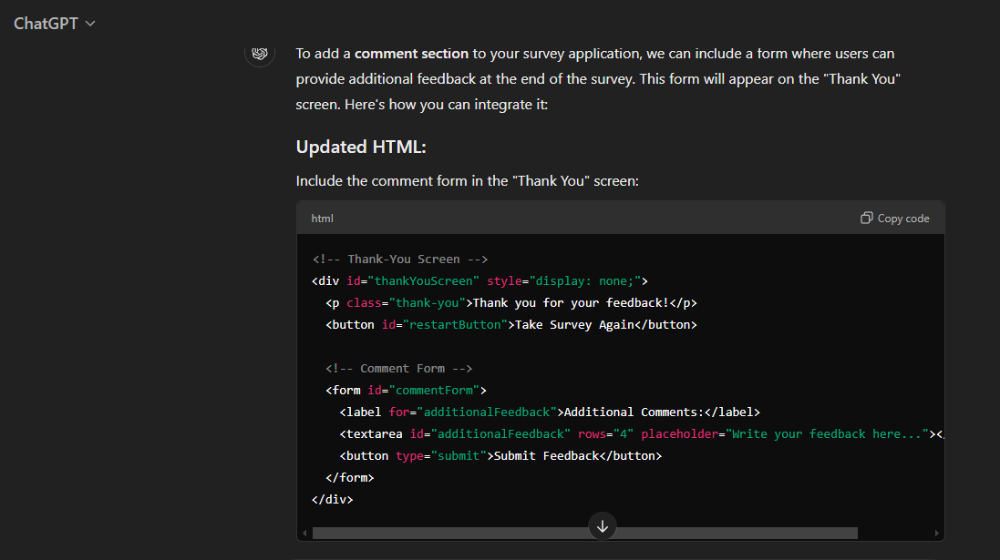 ChatGPT
To add a comment section to your survey application, we can include a form where users can
provide additional feedback at the end of the survey. This form will appear on the "Thank You"
screen. Here's how you can integrate it:
Updated HTML:
Include the comment form in the "Thank You" screen:
html Copy code
<!-- Thank-You Screen -->
<div id="thankYouScreen" style="display: none;">
  <p class="thank-you">Thank you for your feedback!</p>
  <button id="restartButton">Take Survey Again</button>
  <!-- Comment Form -->
  <form id="commentForm">
    <label for="additionalFeedback">Additional Comments:</label>
    <textarea id="additionalFeedback" rows="4" placeholder="Write your feedback here..."><
    <button type="submit">Submit Feedback</button>
  </form>
</div>